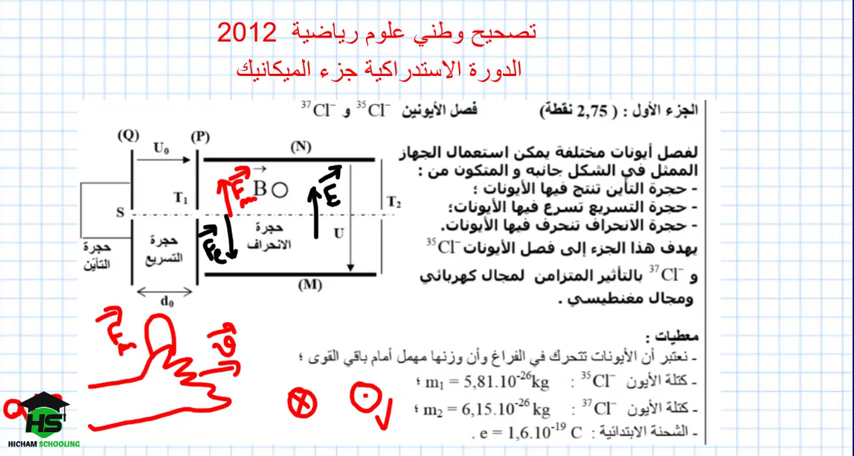 تصحيح وطني علوم رياضية 2012
الدورة الاستدراكية جزء الميكانيك
الجزء الأول : ( 2,75 نقطة) فصل الأيونين ³⁵Cl⁻ و ³⁷Cl⁻
لفصل أيونات مختلفة يمكن استعمال الجهاز
الممثل في الشكل جانبه و المتكون من :
- حجرة التأين تنتج فيها الأيونات ؛
- حجرة التسريع تسرع فيها الأيونات؛
- حجرة الانحراف تنحرف فيها الأيونات.
يهدف هذا الجزء إلى فصل الأيونات ³⁵Cl⁻
و ³⁷Cl⁻ بالتأثير المتزامن لمجال كهربائي
ومجال مغنطيسي .
معطيات :
- نعتبر أن الأيونات تتحرك في الفراغ وأن وزنها مهمل أمام باقي القوى ؛
- كتلة الأيون ³⁵Cl⁻ : m₁ = 5,81.10⁻²⁶kg ؛
- كتلة الأيون ³⁷Cl⁻ : m₂ = 6,15.10⁻²⁶kg ؛
- الشحنة الابتدائية : e = 1,6.10⁻¹⁹ C .
(Q)
(P)
(N)
U₀
B
E
Fm
T₁
T₂
S
U
Fe
حجرة
التأين
حجرة
التسريع
حجرة
الانحراف
(M)
d₀
Fm
v
HS
HICHAM SCHOOLING